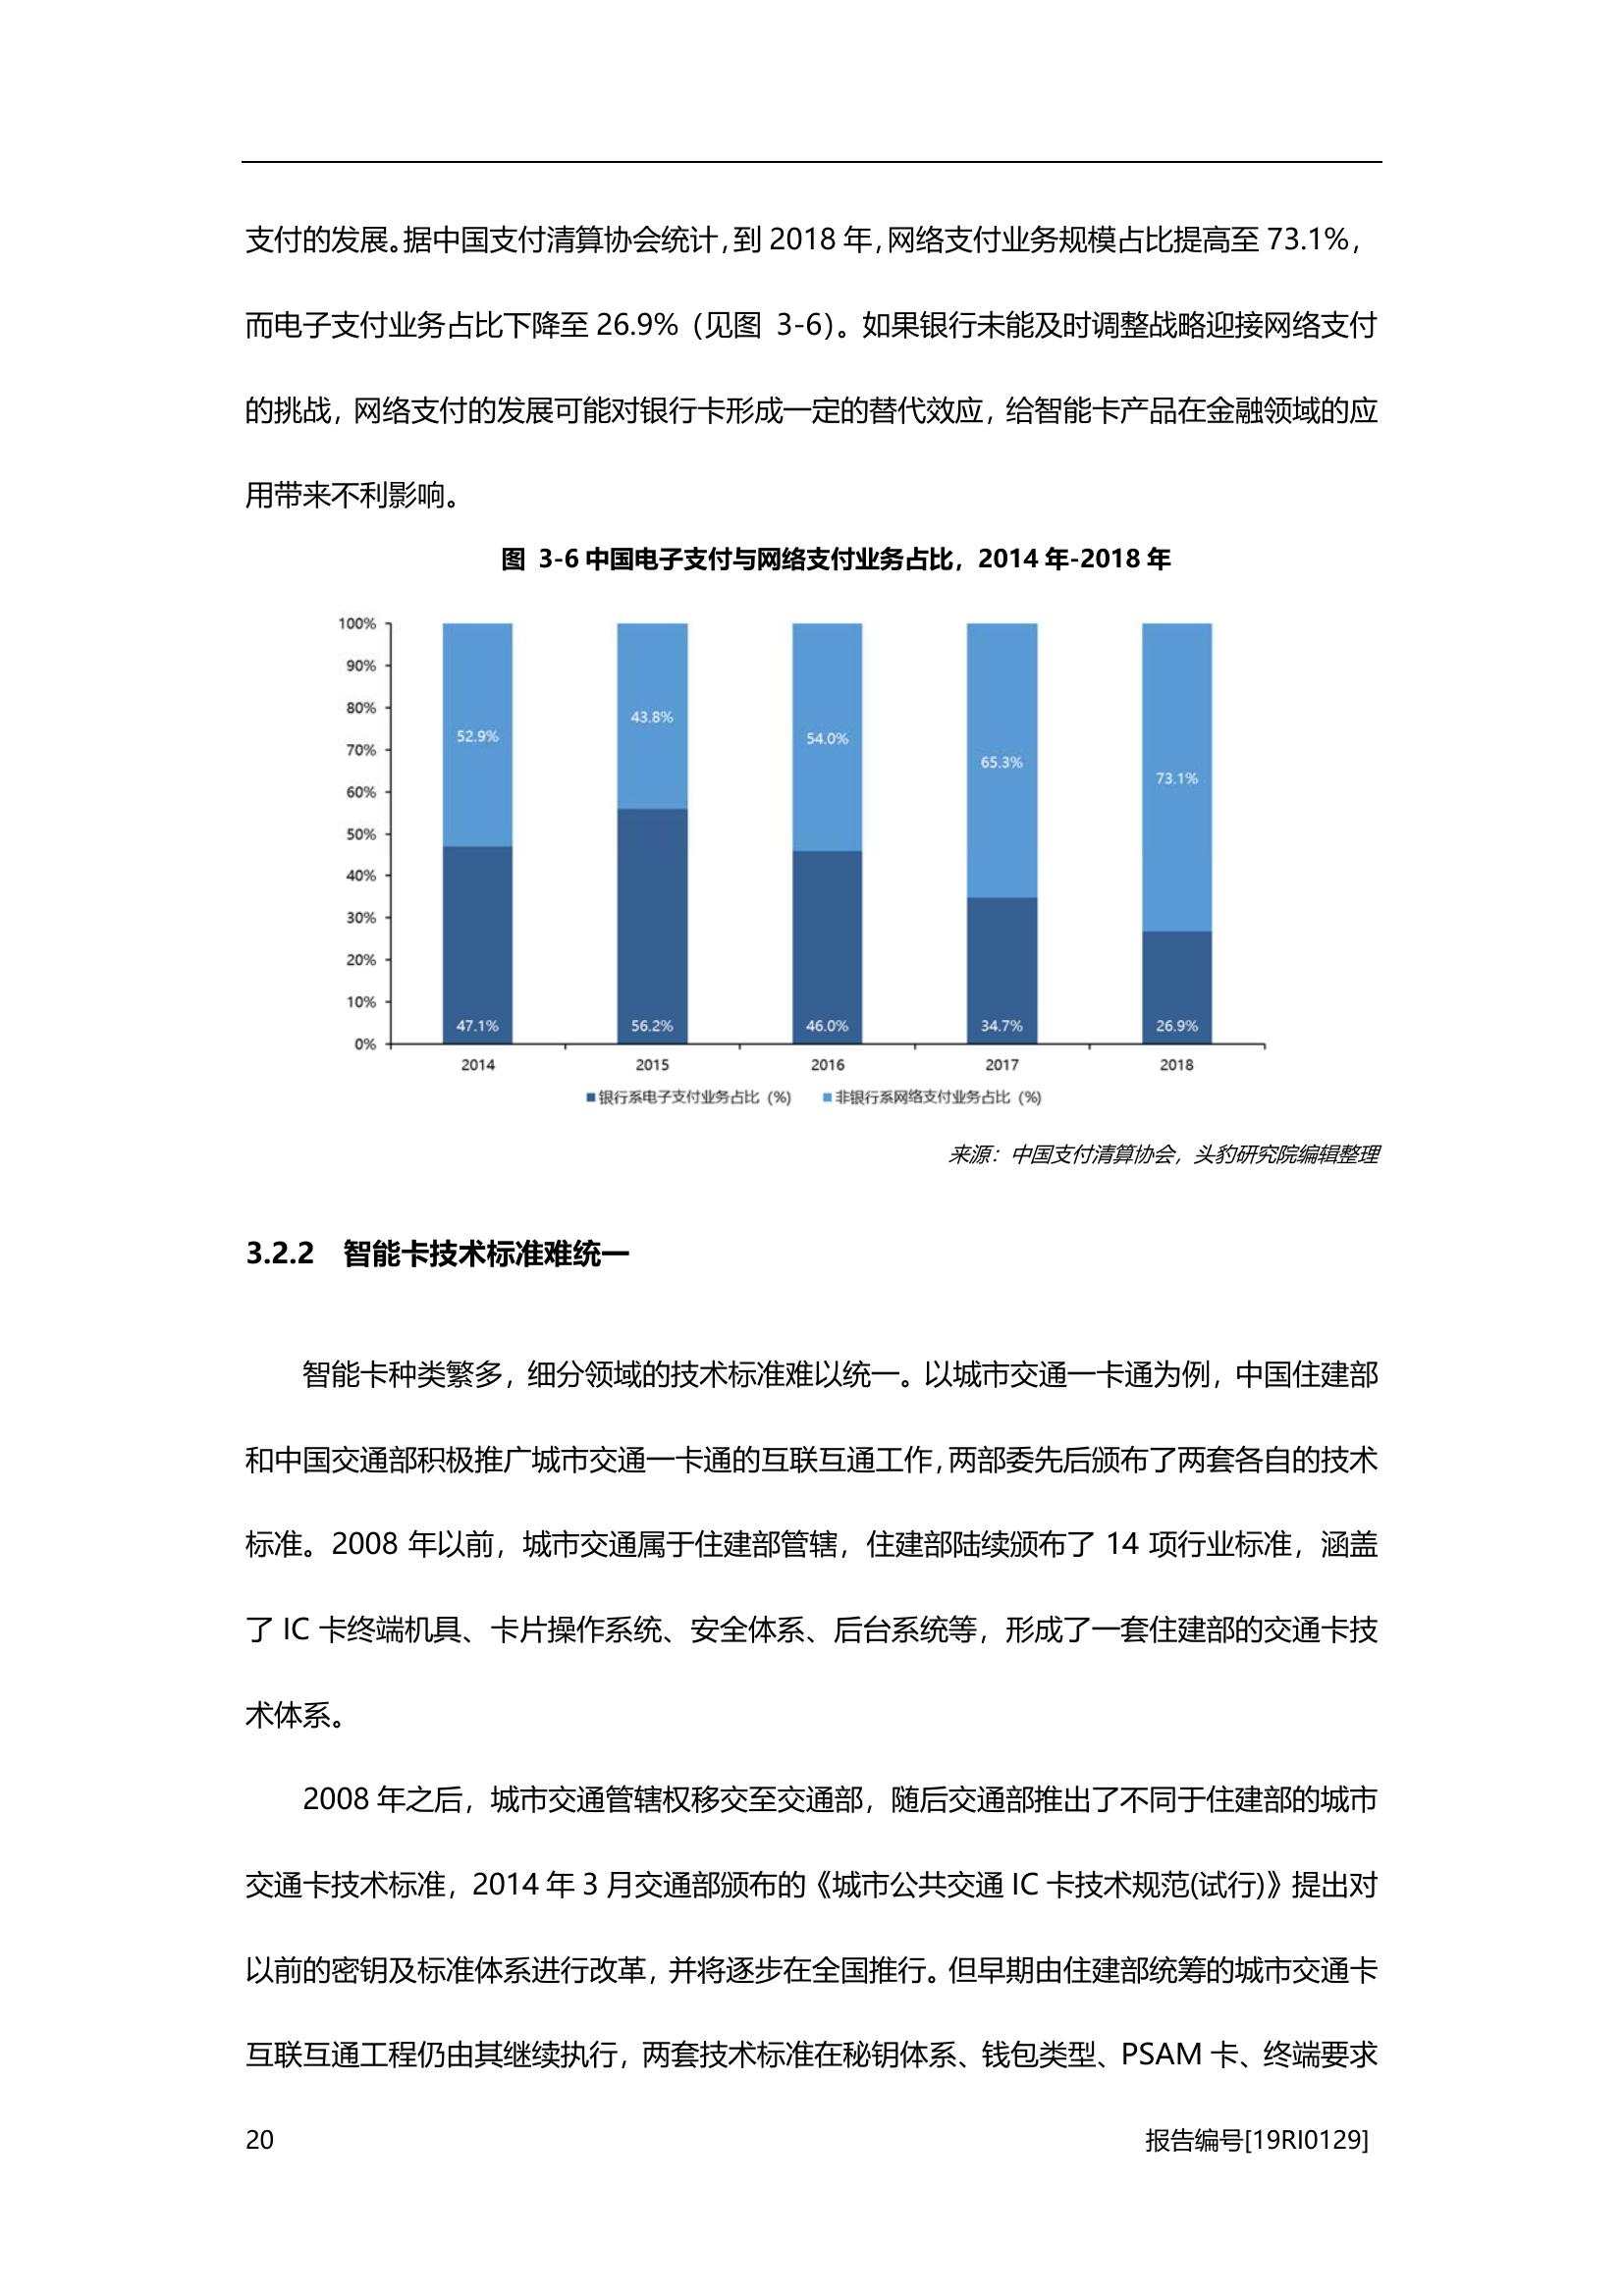 支付的发展。据中国支付清算协会统计，到 2018 年，网络支付业务规模占比提高至 73.1%，
而电子支付业务占比下降至 26.9%（见图 3-6）。如果银行未能及时调整战略迎接网络支付
的挑战，网络支付的发展可能对银行卡形成一定的替代效应，给智能卡产品在金融领域的应
用带来不利影响。
图 3-6 中国电子支付与网络支付业务占比，2014 年-2018 年
100%
90%
80%
70%
60%
50%
40%
30%
20%
10%
0%
52.9%
43.8%
54.0%
65.3%
73.1%
47.1%
56.2%
46.0%
34.7%
26.9%
2014
2015
2016
2017
2018
银行系电子支付业务占比（%）
非银行系网络支付业务占比（%）
来源：中国支付清算协会，头豹研究院编辑整理
3.2.2 智能卡技术标准难统一
智能卡种类繁多，细分领域的技术标准难以统一。以城市交通一卡通为例，中国住建部
和中国交通部积极推广城市交通一卡通的互联互通工作，两部委先后颁布了两套各自的技术
标准。2008 年以前，城市交通属于住建部管辖，住建部陆续颁布了 14 项行业标准，涵盖
了 IC 卡终端机具、卡片操作系统、安全体系、后台系统等，形成了一套住建部的交通卡技
术体系。
2008 年之后，城市交通管辖权移交至交通部，随后交通部推出了不同于住建部的城市
交通卡技术标准，2014 年 3 月交通部颁布的《城市公共交通 IC 卡技术规范(试行)》提出对
以前的密钥及标准体系进行改革，并将逐步在全国推行。但早期由住建部统筹的城市交通卡
互联互通工程仍由其继续执行，两套技术标准在秘钥体系、钱包类型、PSAM 卡、终端要求
20
报告编号[19RI0129]